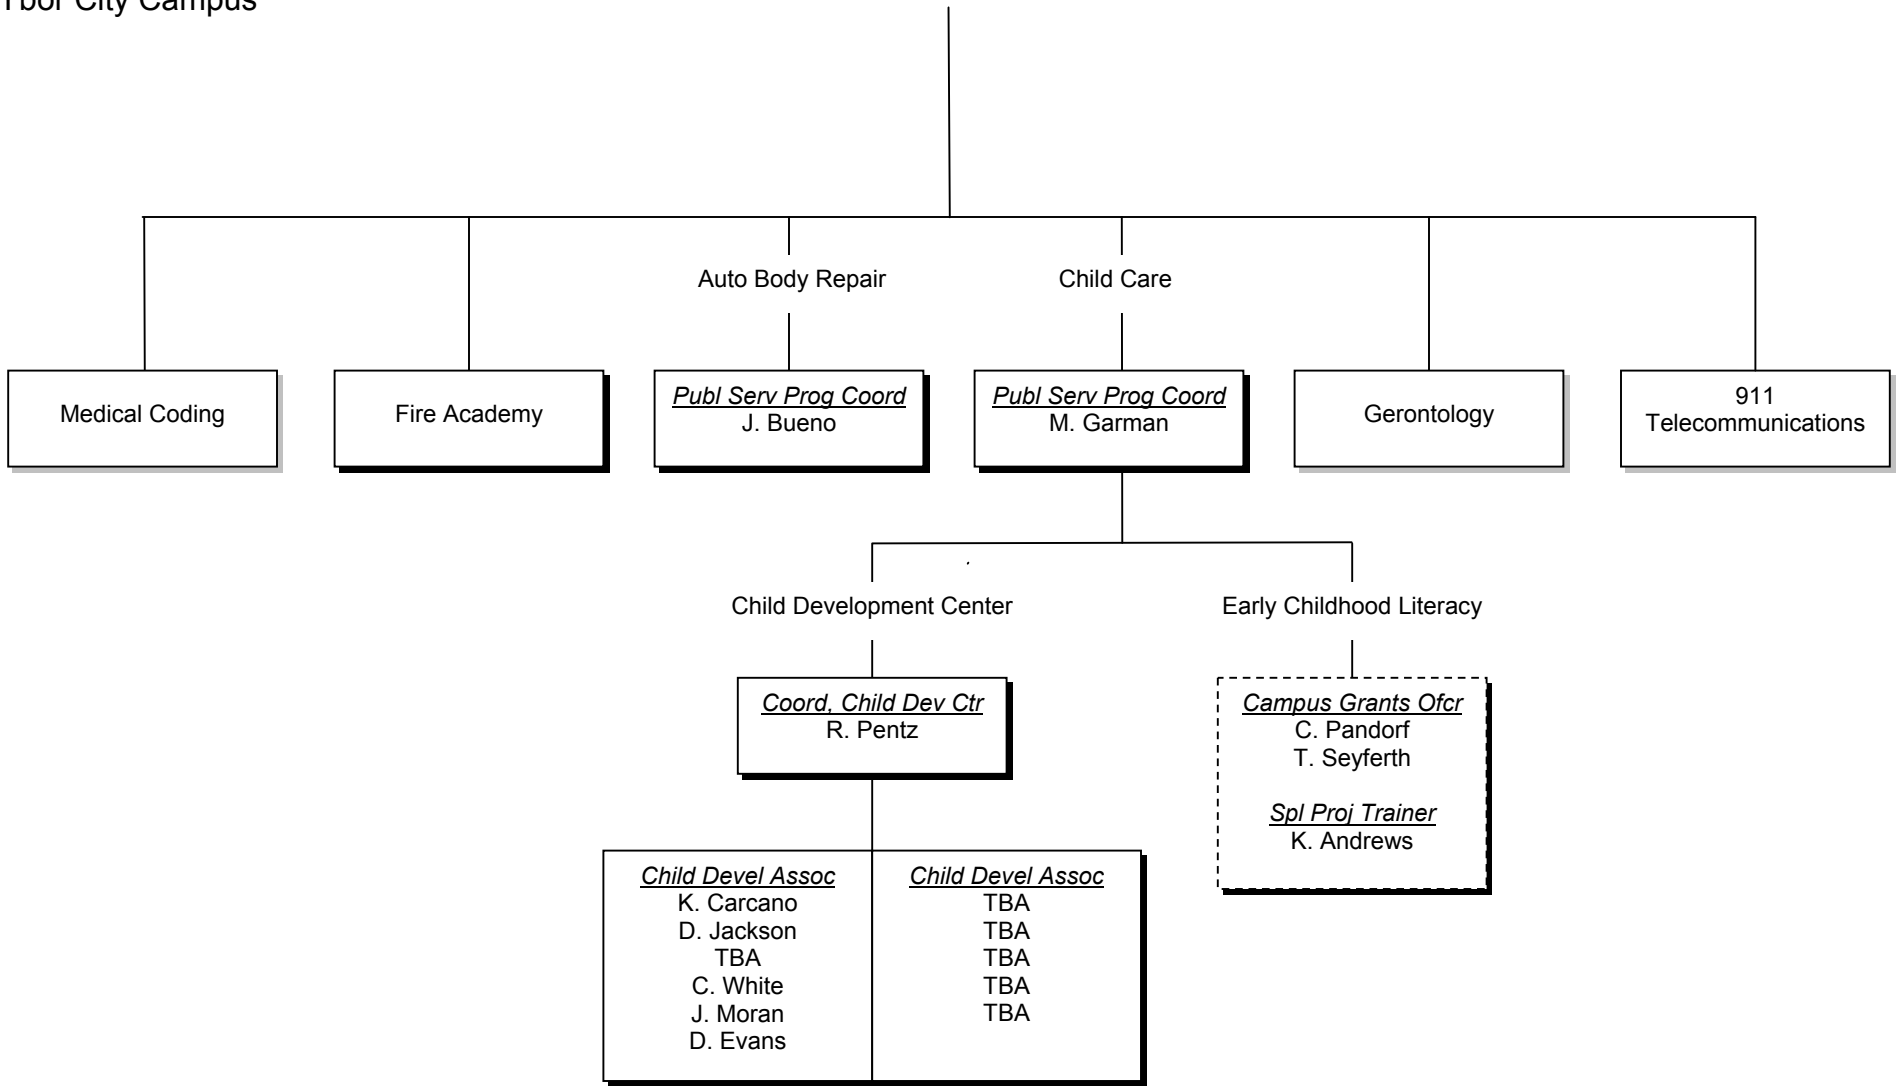 Ybor City Campus
Auto Body Repair
Child Care
Medical Coding
Fire Academy
Publ Serv Prog Coord
J. Bueno
Publ Serv Prog Coord
M. Garman
Gerontology
911
Telecommunications
Child Development Center
Early Childhood Literacy
Coord, Child Dev Ctr
R. Pentz
Campus Grants Ofcr
C. Pandorf
T. Seyferth
Spl Proj Trainer
K. Andrews
Child Devel Assoc
K. Carcano
D. Jackson
TBA
C. White
J. Moran
D. Evans
Child Devel Assoc
TBA
TBA
TBA
TBA
TBA